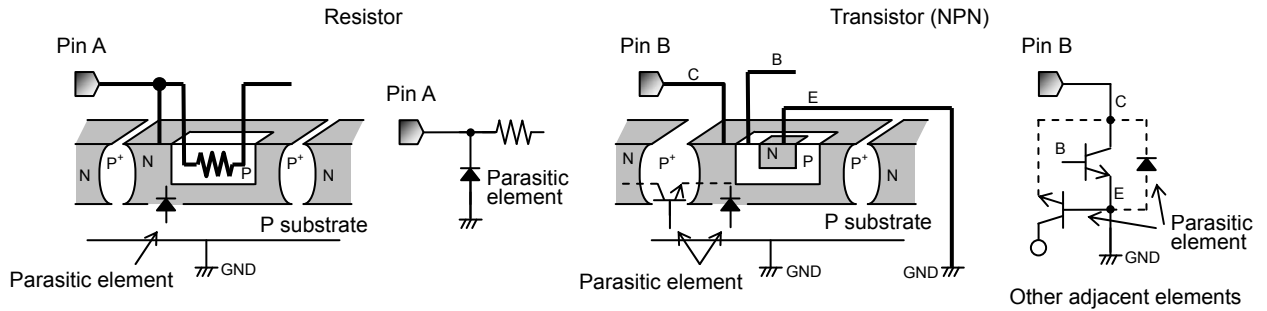 Resistor
Transistor (NPN)
Pin A
Pin B
Pin B
B
C
E
C
Pin A
N
P+
N
P
P+
N
N
P+
N
P
P+
N
B
E
Parasitic
element
P substrate
P substrate
Parasitic
element
Parasitic element
GND
Parasitic element
GND
GND
GND
Other adjacent elements